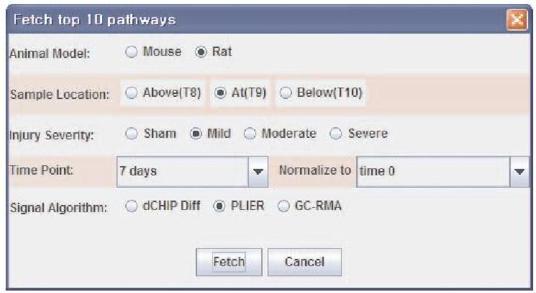 Fetch top 10 pathways
Animal Model: Mouse Rat
Sample Location: Above(T8) At(T9) Below(T10)
Injury Severity: Sham Mild Moderate Severe
Time Point: 7 days Normalize to time 0
Signal Algorithm: dCHIP Diff PLIER GC-RMA
Fetch Cancel